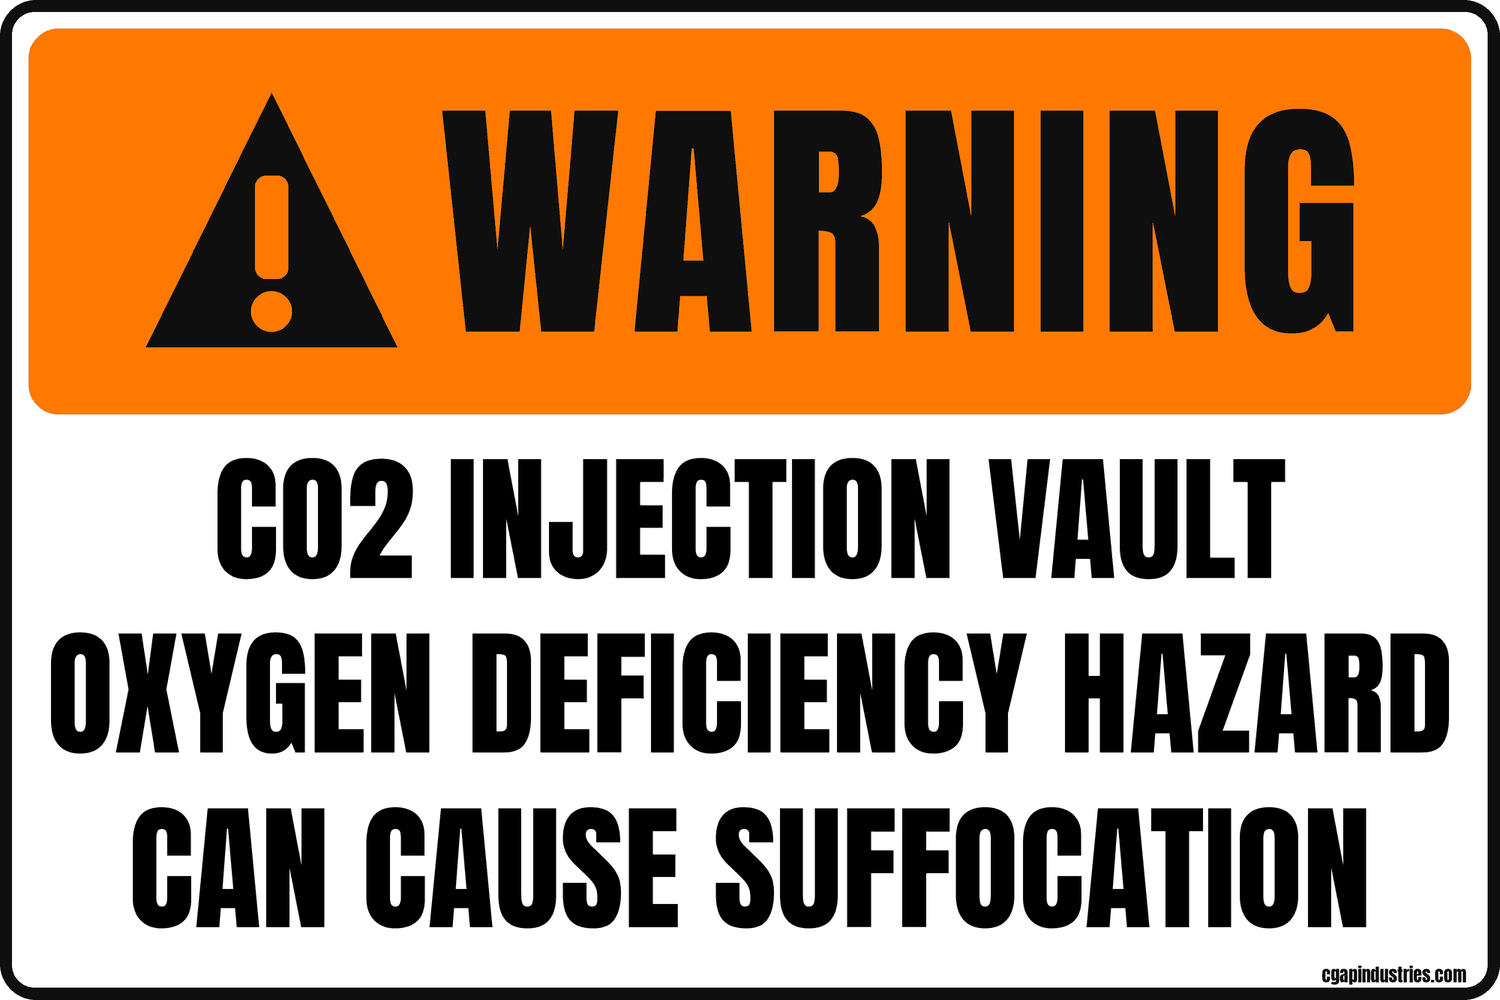 WARNING
CO2 INJECTION VAULT
OXYGEN DEFICIENCY HAZARD
CAN CAUSE SUFFOCATION
cgapindustries.com